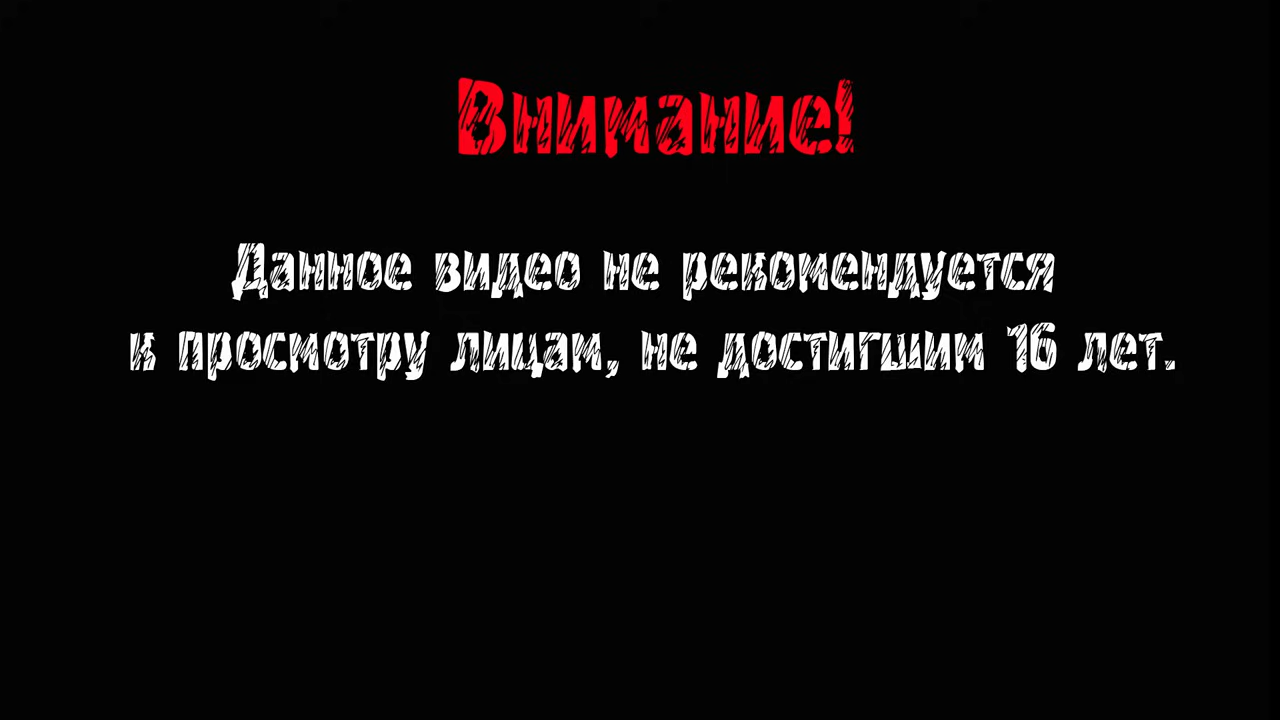 Внимание!
Данное видео не рекомендуется
к просмотру лицам, не достигшим 16 лет.